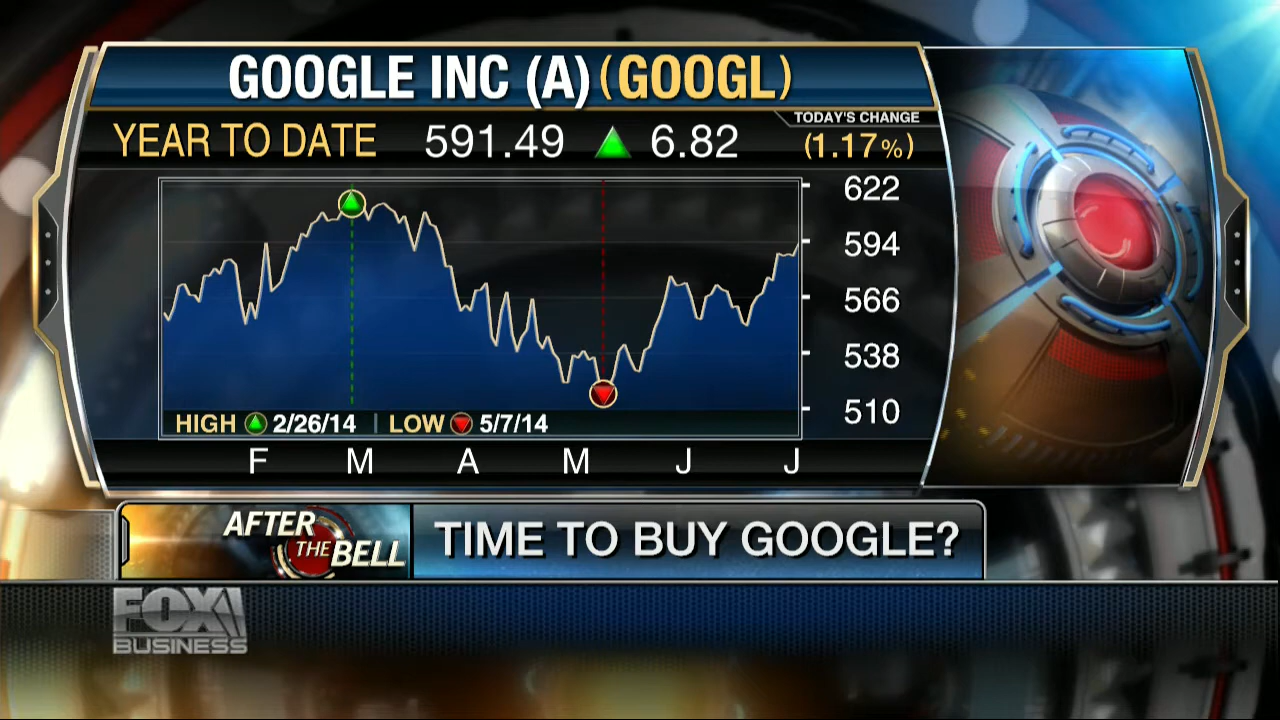 GOOGLE INC (A) (GOOGL)
TODAY'S CHANGE
YEAR TO DATE 591.49 6.82 (1.17%)
622
594
566
538
510
HIGH 2/26/14 | LOW 5/7/14
F M A M J J
AFTER THE BELL
TIME TO BUY GOOGLE?
FOX
BUSINESS